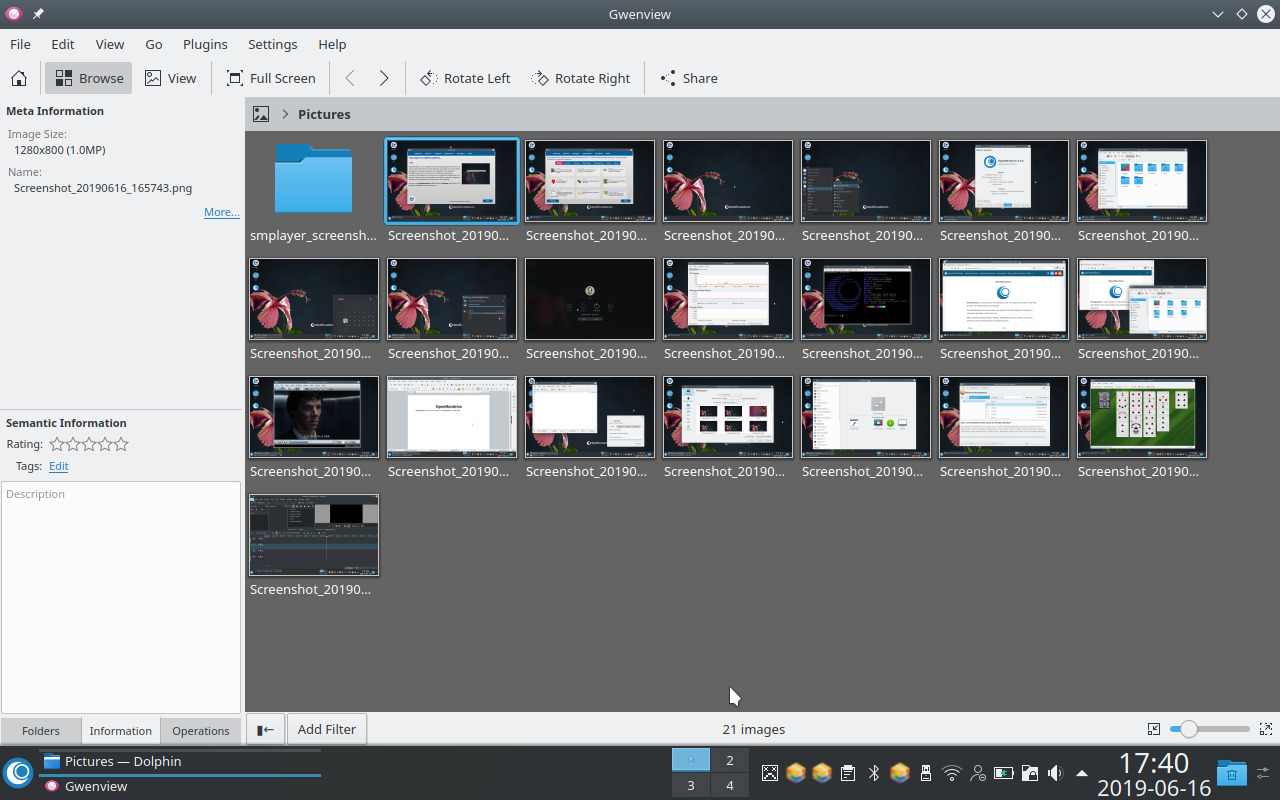 Gwenview
File Edit View Go Plugins Settings Help
Browse View Full Screen Rotate Left Rotate Right Share
Meta Information
Image Size:
1280x800 (1.0MP)
Name:
Screenshot_20190616_165743.png
More...
Pictures
smplayer_screensh... Screenshot_20190... Screenshot_20190... Screenshot_20190... Screenshot_20190... Screenshot_20190... Screenshot_20190...
Screenshot_20190... Screenshot_20190... Screenshot_20190... Screenshot_20190... Screenshot_20190... Screenshot_20190... Screenshot_20190...
Screenshot_20190... Screenshot_20190... Screenshot_20190... Screenshot_20190... Screenshot_20190... Screenshot_20190... Screenshot_20190...
Screenshot_20190...
Semantic Information
Rating:
Tags: Edit
Description
Folders Information Operations
Add Filter
21 images
Pictures — Dolphin
Gwenview
2
3 4
17:40
2019-06-16